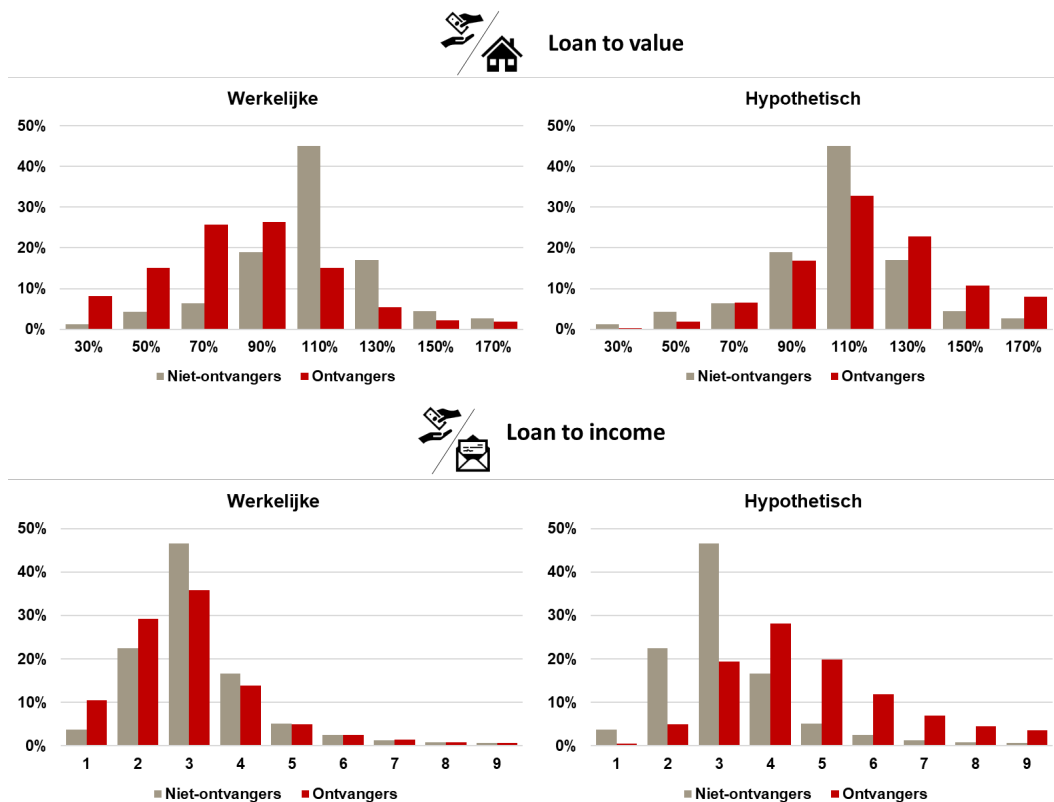 Loan to value
Werkelijke
50%
40%
30%
20%
10%
0%
30% 50% 70% 90% 110% 130% 150% 170%
Niet-ontvangers Ontvangers
Hypothetisch
50%
40%
30%
20%
10%
0%
30% 50% 70% 90% 110% 130% 150% 170%
Niet-ontvangers Ontvangers
Loan to income
Werkelijke
50%
40%
30%
20%
10%
0%
1 2 3 4 5 6 7 8 9
Niet-ontvangers Ontvangers
Hypothetisch
50%
40%
30%
20%
10%
0%
1 2 3 4 5 6 7 8 9
Niet-ontvangers Ontvangers